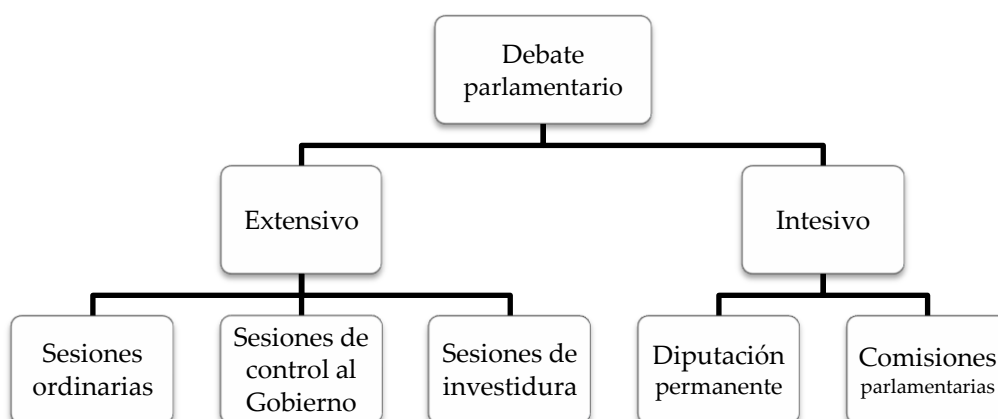 Debate
parlamentario
Extensivo
Intesivo
Sesiones
ordinarias
Sesiones de
control al
Gobierno
Sesiones de
investidura
Diputación
permanente
Comisiones
parlamentarias